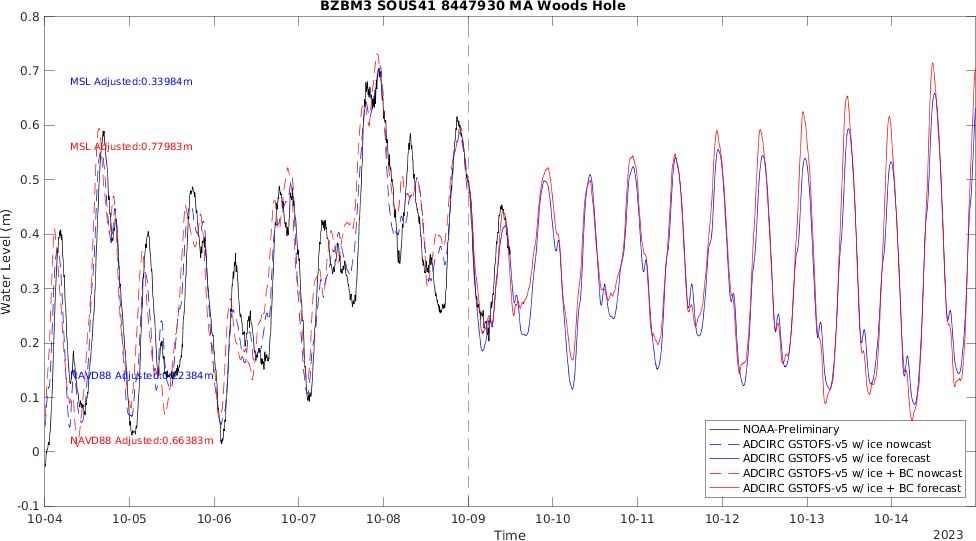 BZBM3 SOUS41 8447930 MA Woods Hole
0.8
0.7
0.6
0.5
0.4
0.3
0.2
0.1
0
-0.1
Water Level (m)
MSL Adjusted:0.33984m
MSL Adjusted:0.77983m
NAVD88 Adjusted:0.22384m
NAVD88 Adjusted:0.66383m
NOAA-Preliminary
ADCIRC GSTOFS-v5 w/ ice nowcast
ADCIRC GSTOFS-v5 w/ ice forecast
ADCIRC GSTOFS-v5 w/ ice + BC nowcast
ADCIRC GSTOFS-v5 w/ ice + BC forecast
10-04 10-05 10-06 10-07 10-08 10-09 10-10 10-11 10-12 10-13 10-14
Time
2023